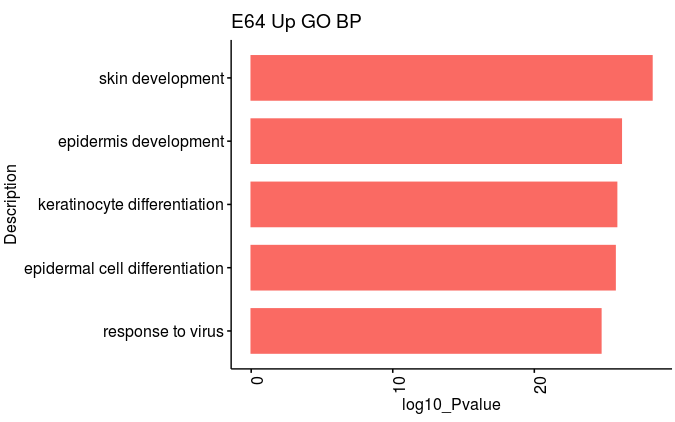 E64 Up GO BP
skin development
epidermis development
keratinocyte differentiation
epidermal cell differentiation
response to virus
Description
0
10
20
log10_Pvalue